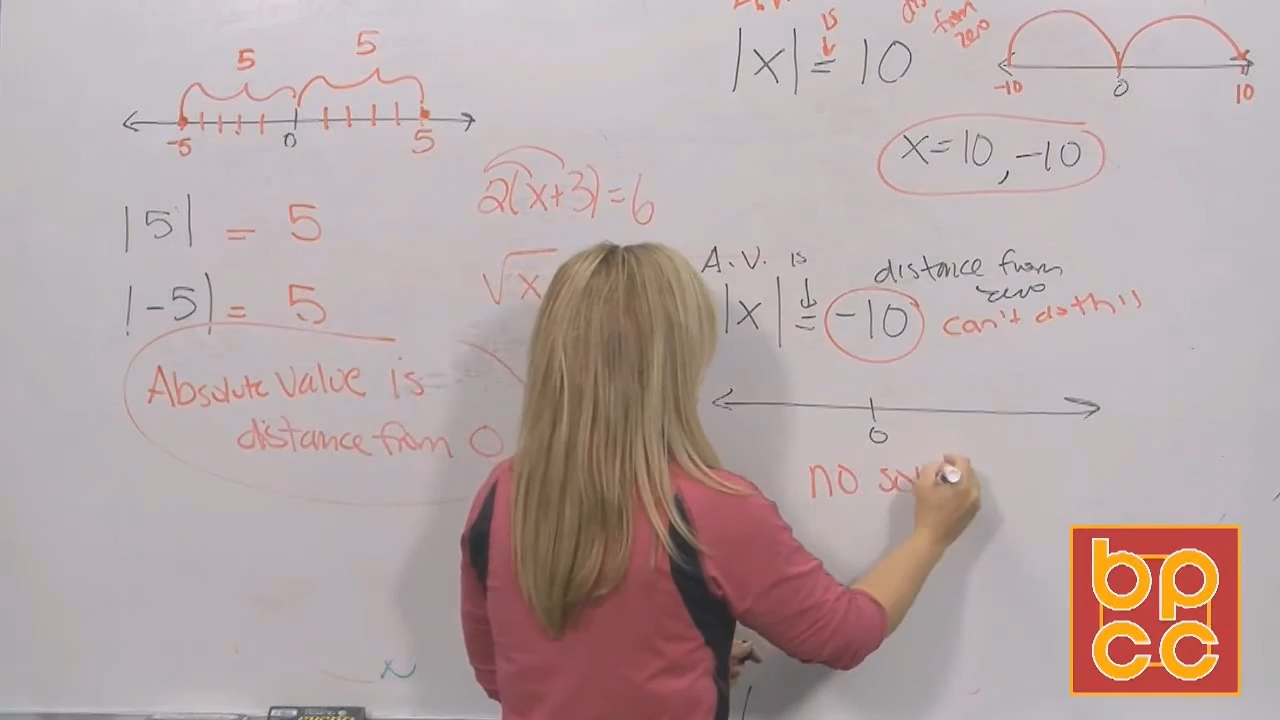 5 5
-5 0 5
|5| = 5
|-5| = 5
Absolute Value is
distance from 0
2(x+3)=6
√x
is
from
zero
|x| = 10
-10 0 10
x=10, -10
A.V. is distance from
zero
|x| = -10 can't do this
0
no so
bp
cc